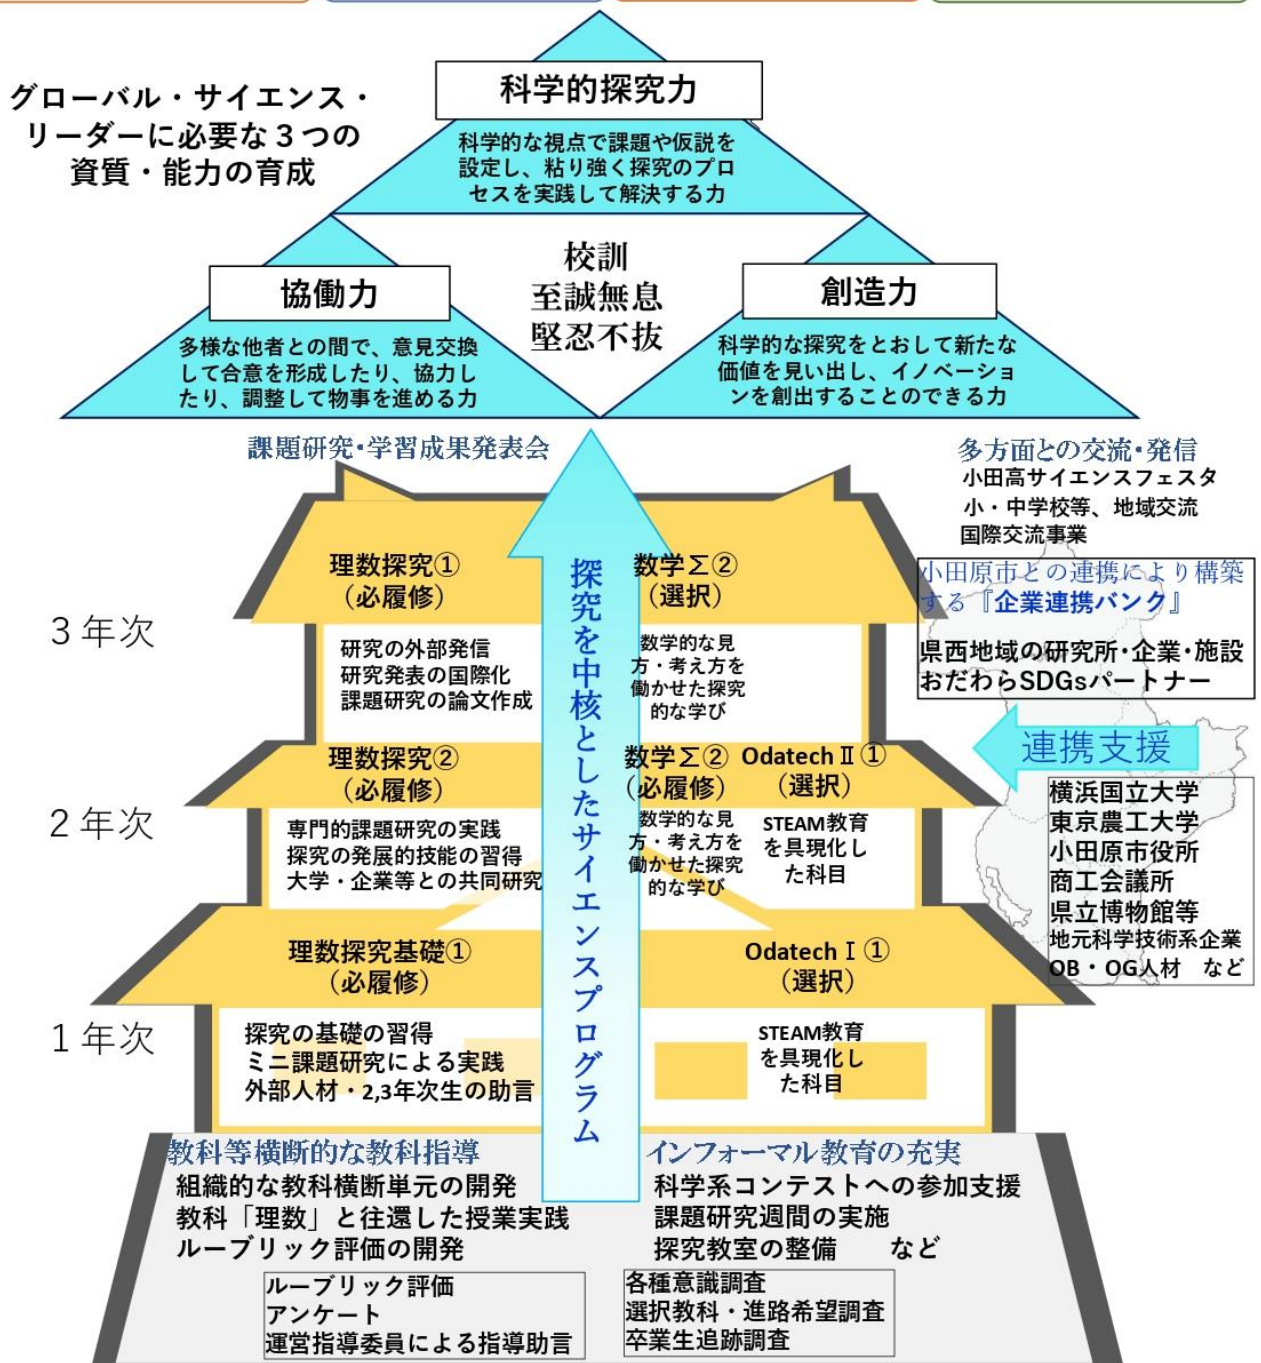 グローバル・サイエンス・
リーダーに必要な３つの
資質・能力の育成
科学的探究力
科学的な視点で課題や仮説を
設定し、粘り強く探究のプロ
セスを実践して解決する力
校訓
至誠無息
堅忍不抜
協働力
多様な他者との間で、意見交換
して合意を形成したり、協力し
たり、調整して物事を進める力
創造力
科学的な探究をとおして新たな
価値を見い出し、イノベーショ
ンを創出することのできる力
課題研究・学習成果発表会
多方面との交流・発信
小田高サイエンスフェスタ
小・中学校等、地域交流
国際交流事業
小田原市との連携により構築
する『企業連携バンク』
県西地域の研究所・企業・施設
おだわらSDGsパートナー
連携支援
横浜国立大学
東京農工大学
小田原市役所
商工会議所
県立博物館等
地元科学技術系企業
OB・OG人材　など
探究を中核としたサイエンスプログラム
３年次
理数探究①
（必履修）
研究の外部発信
研究発表の国際化
課題研究の論文作成
数学Σ②
（選択）
数学的な見
方・考え方を
働かせた探究
的な学び
２年次
理数探究②
（必履修）
専門的課題研究の実践
探究の発展的技能の習得
大学・企業等との共同研究
数学Σ②
（必履修）
数学的な見
方・考え方を
働かせた探究
的な学び
OdatechⅡ①
（選択）
STEAM教育
を具現化し
た科目
１年次
理数探究基礎①
（必履修）
探究の基礎の習得
ミニ課題研究による実践
外部人材・2,3年次生の助言
OdatechⅠ①
（選択）
STEAM教育
を具現化し
た科目
教科等横断的な教科指導
組織的な教科横断単元の開発
教科「理数」と往還した授業実践
ルーブリック評価の開発
インフォーマル教育の充実
科学系コンテストへの参加支援
課題研究週間の実施
探究教室の整備　　など
ルーブリック評価
アンケート
運営指導委員による指導助言
各種意識調査
選択教科・進路希望調査
卒業生追跡調査